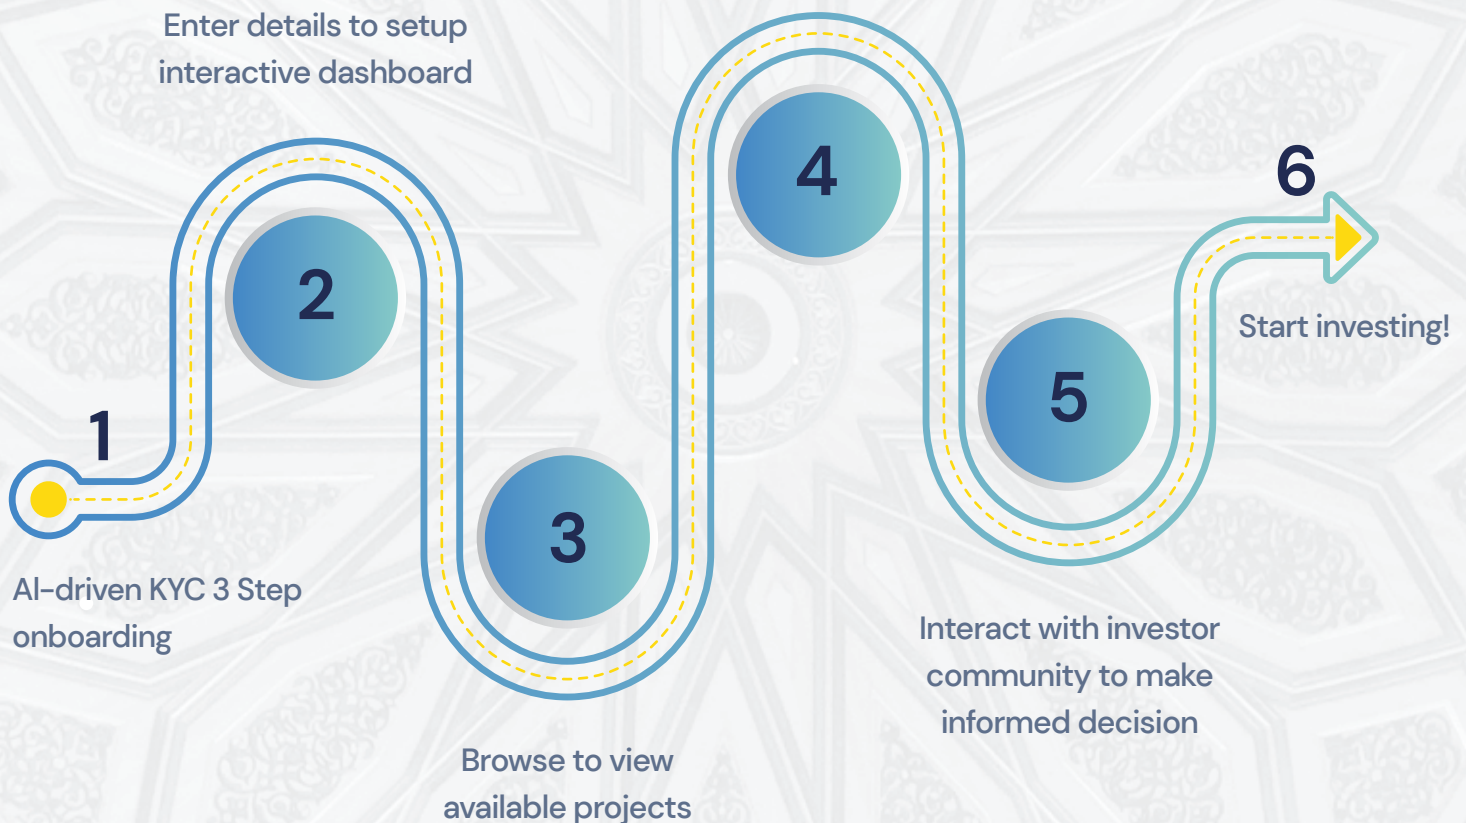 Enter details to setup
interactive dashboard
4
6
2
Start investing!
5
1
3
AI-driven KYC 3 Step
onboarding
Interact with investor
community to make
informed decision
Browse to view
available projects